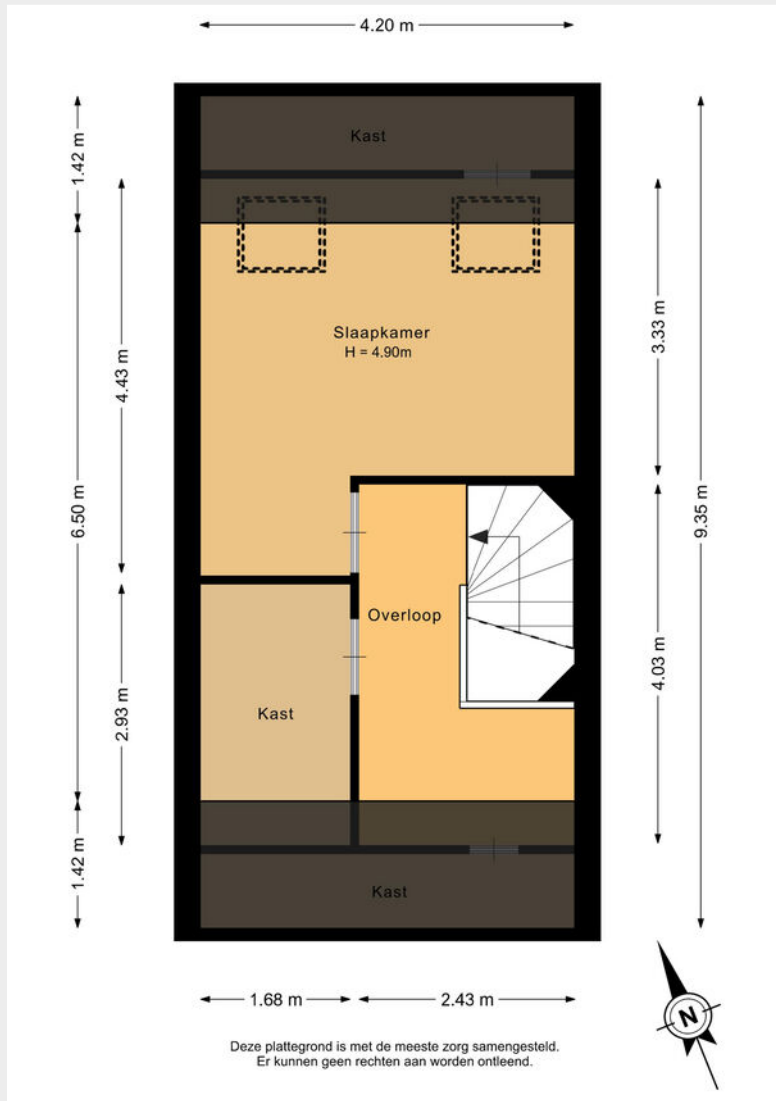 4.20 m
Kast
1.42 m
Slaapkamer
H = 4.90m
3.33 m
4.43 m
6.50 m
9.35 m
Overloop
4.03 m
2.93 m
Kast
1.42 m
Kast
1.68 m
2.43 m
N
Deze plattegrond is met de meeste zorg samengesteld.
Er kunnen geen rechten aan worden ontleend.